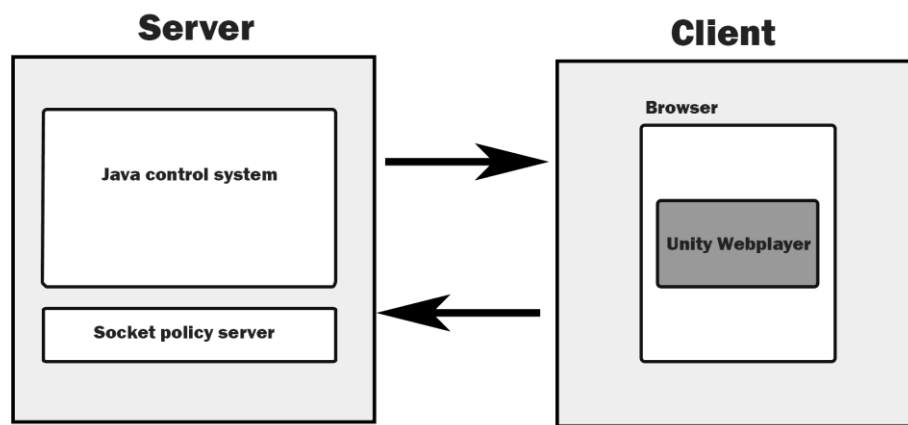 Server
Client
Browser
Java control system
Unity Webplayer
Socket policy server